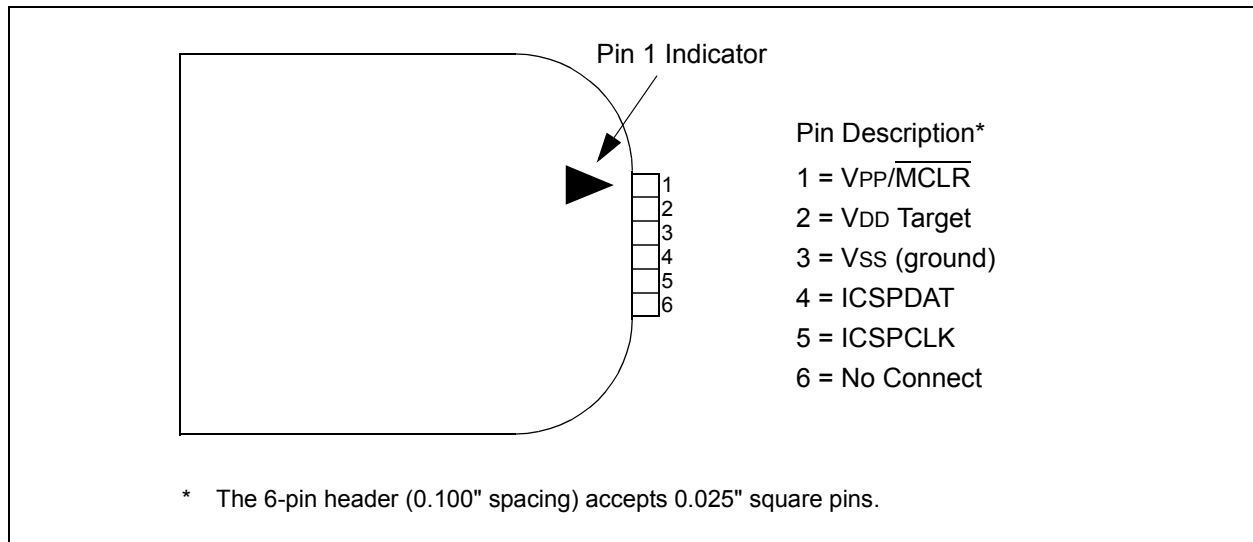 Pin 1 Indicator
1
2
3
4
5
6
Pin Description*
1 = VPP/MCLR
2 = VDD Target
3 = VSS (ground)
4 = ICSPDAT
5 = ICSPCLK
6 = No Connect
* The 6-pin header (0.100" spacing) accepts 0.025" square pins.